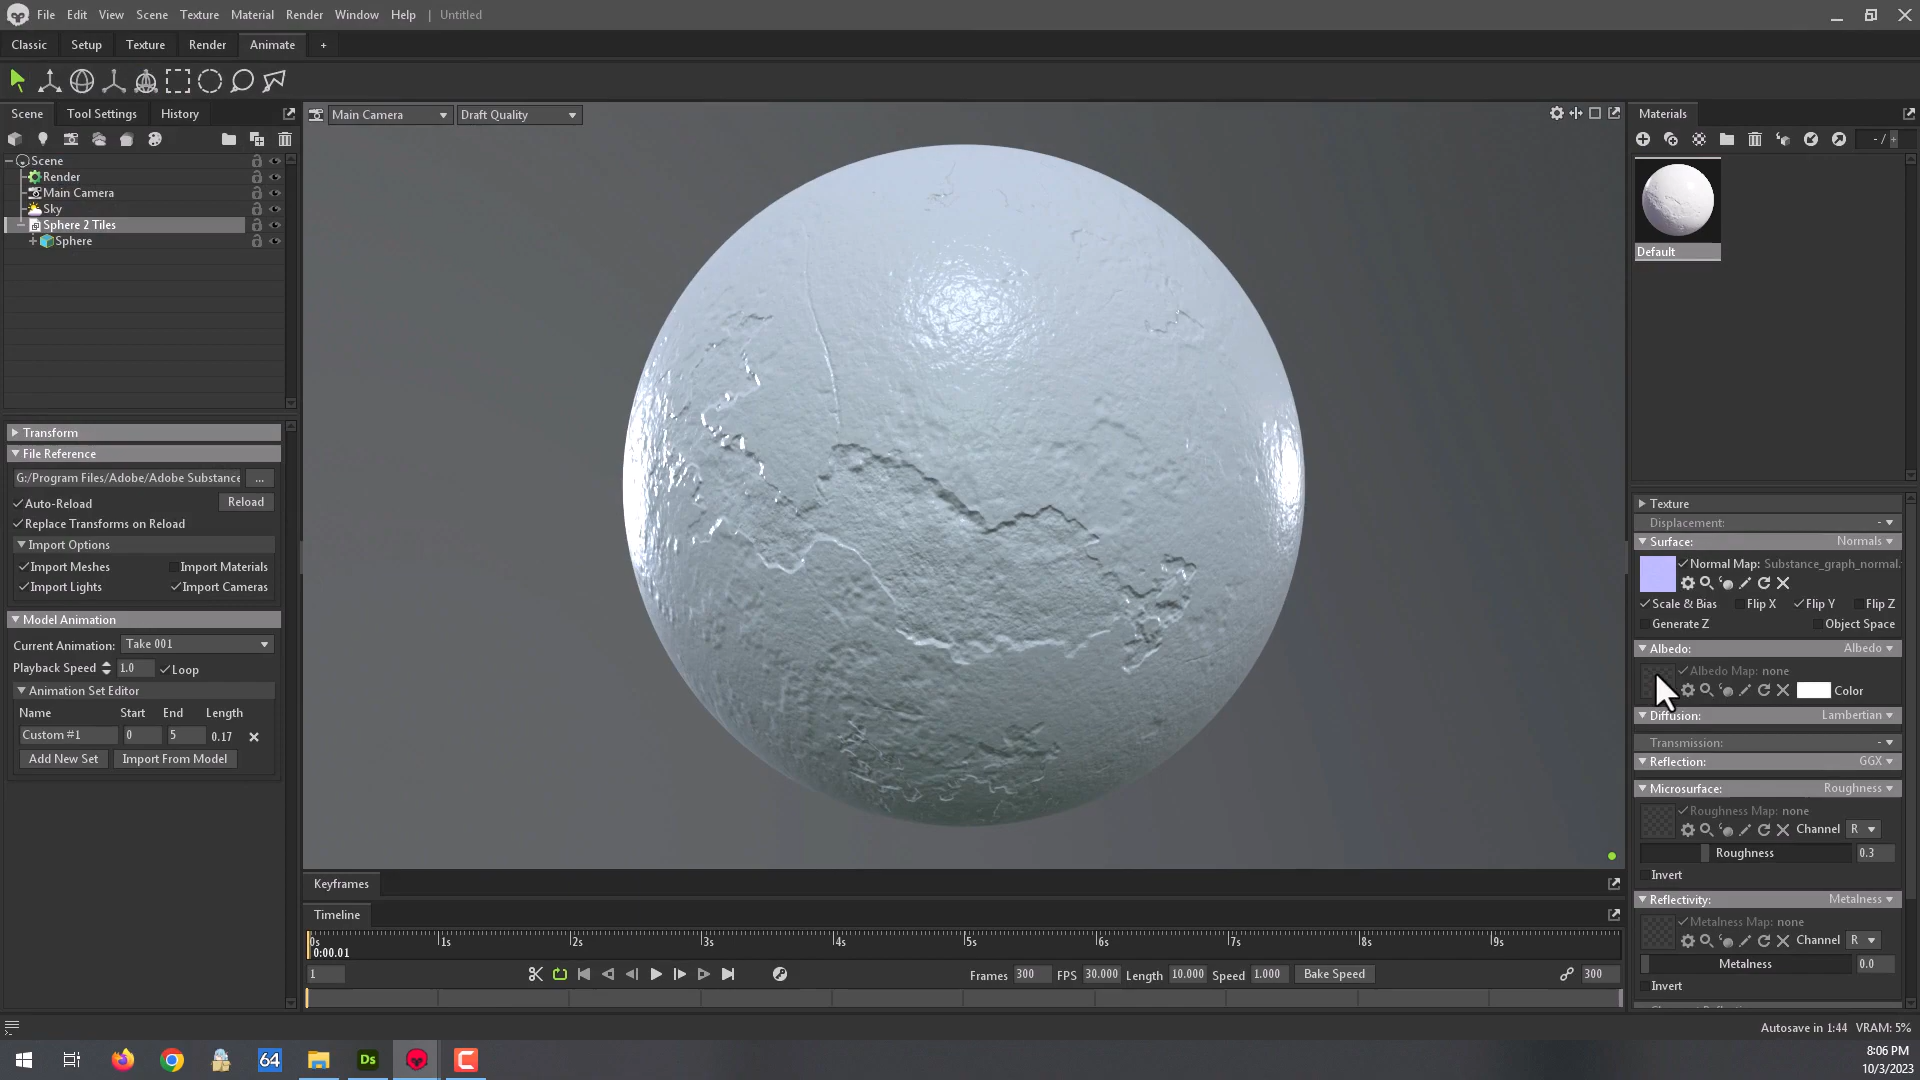 File Edit View Scene Texture Material Render Window Help | Untitled
Classic Setup Texture Render Animate +
Scene Tool Settings History
Main Camera Draft Quality
Materials
- /
Scene
Render
Main Camera
Sky
Sphere 2 Tiles
Sphere
Default
Transform
File Reference
G:/Program Files/Adobe/Adobe Substance ...
Auto-Reload Reload
Replace Transforms on Reload
Import Options
Import Meshes Import Materials
Import Lights Import Cameras
Model Animation
Current Animation: Take 001
Playback Speed 1.0 Loop
Animation Set Editor
Name Start End Length
Custom #1 0 5 0.17
Add New Set Import From Model
Texture
Displacement: -
Surface: Normals
Normal Map: Substance_graph_normal.
Scale & Bias Flip X Flip Y Flip Z
Generate Z Object Space
Albedo: Albedo
Albedo Map: none
Color
Diffusion: Lambertian
Transmission: -
Reflection: GGX
Microsurface: Roughness
Roughness Map: none
Channel R
Roughness 0.3
Invert
Reflectivity: Metalness
Metalness Map: none
Channel R
Metalness 0.0
Invert
Keyframes
Timeline
0s 1s 2s 3s 4s 5s 6s 7s 8s 9s
0:00.01
1 Frames 300 FPS 30.000 Length 10.000 Speed 1.000 Bake Speed 300
Autosave in 1:44 VRAM: 5%
64 Ds
8:06 PM
10/3/2023